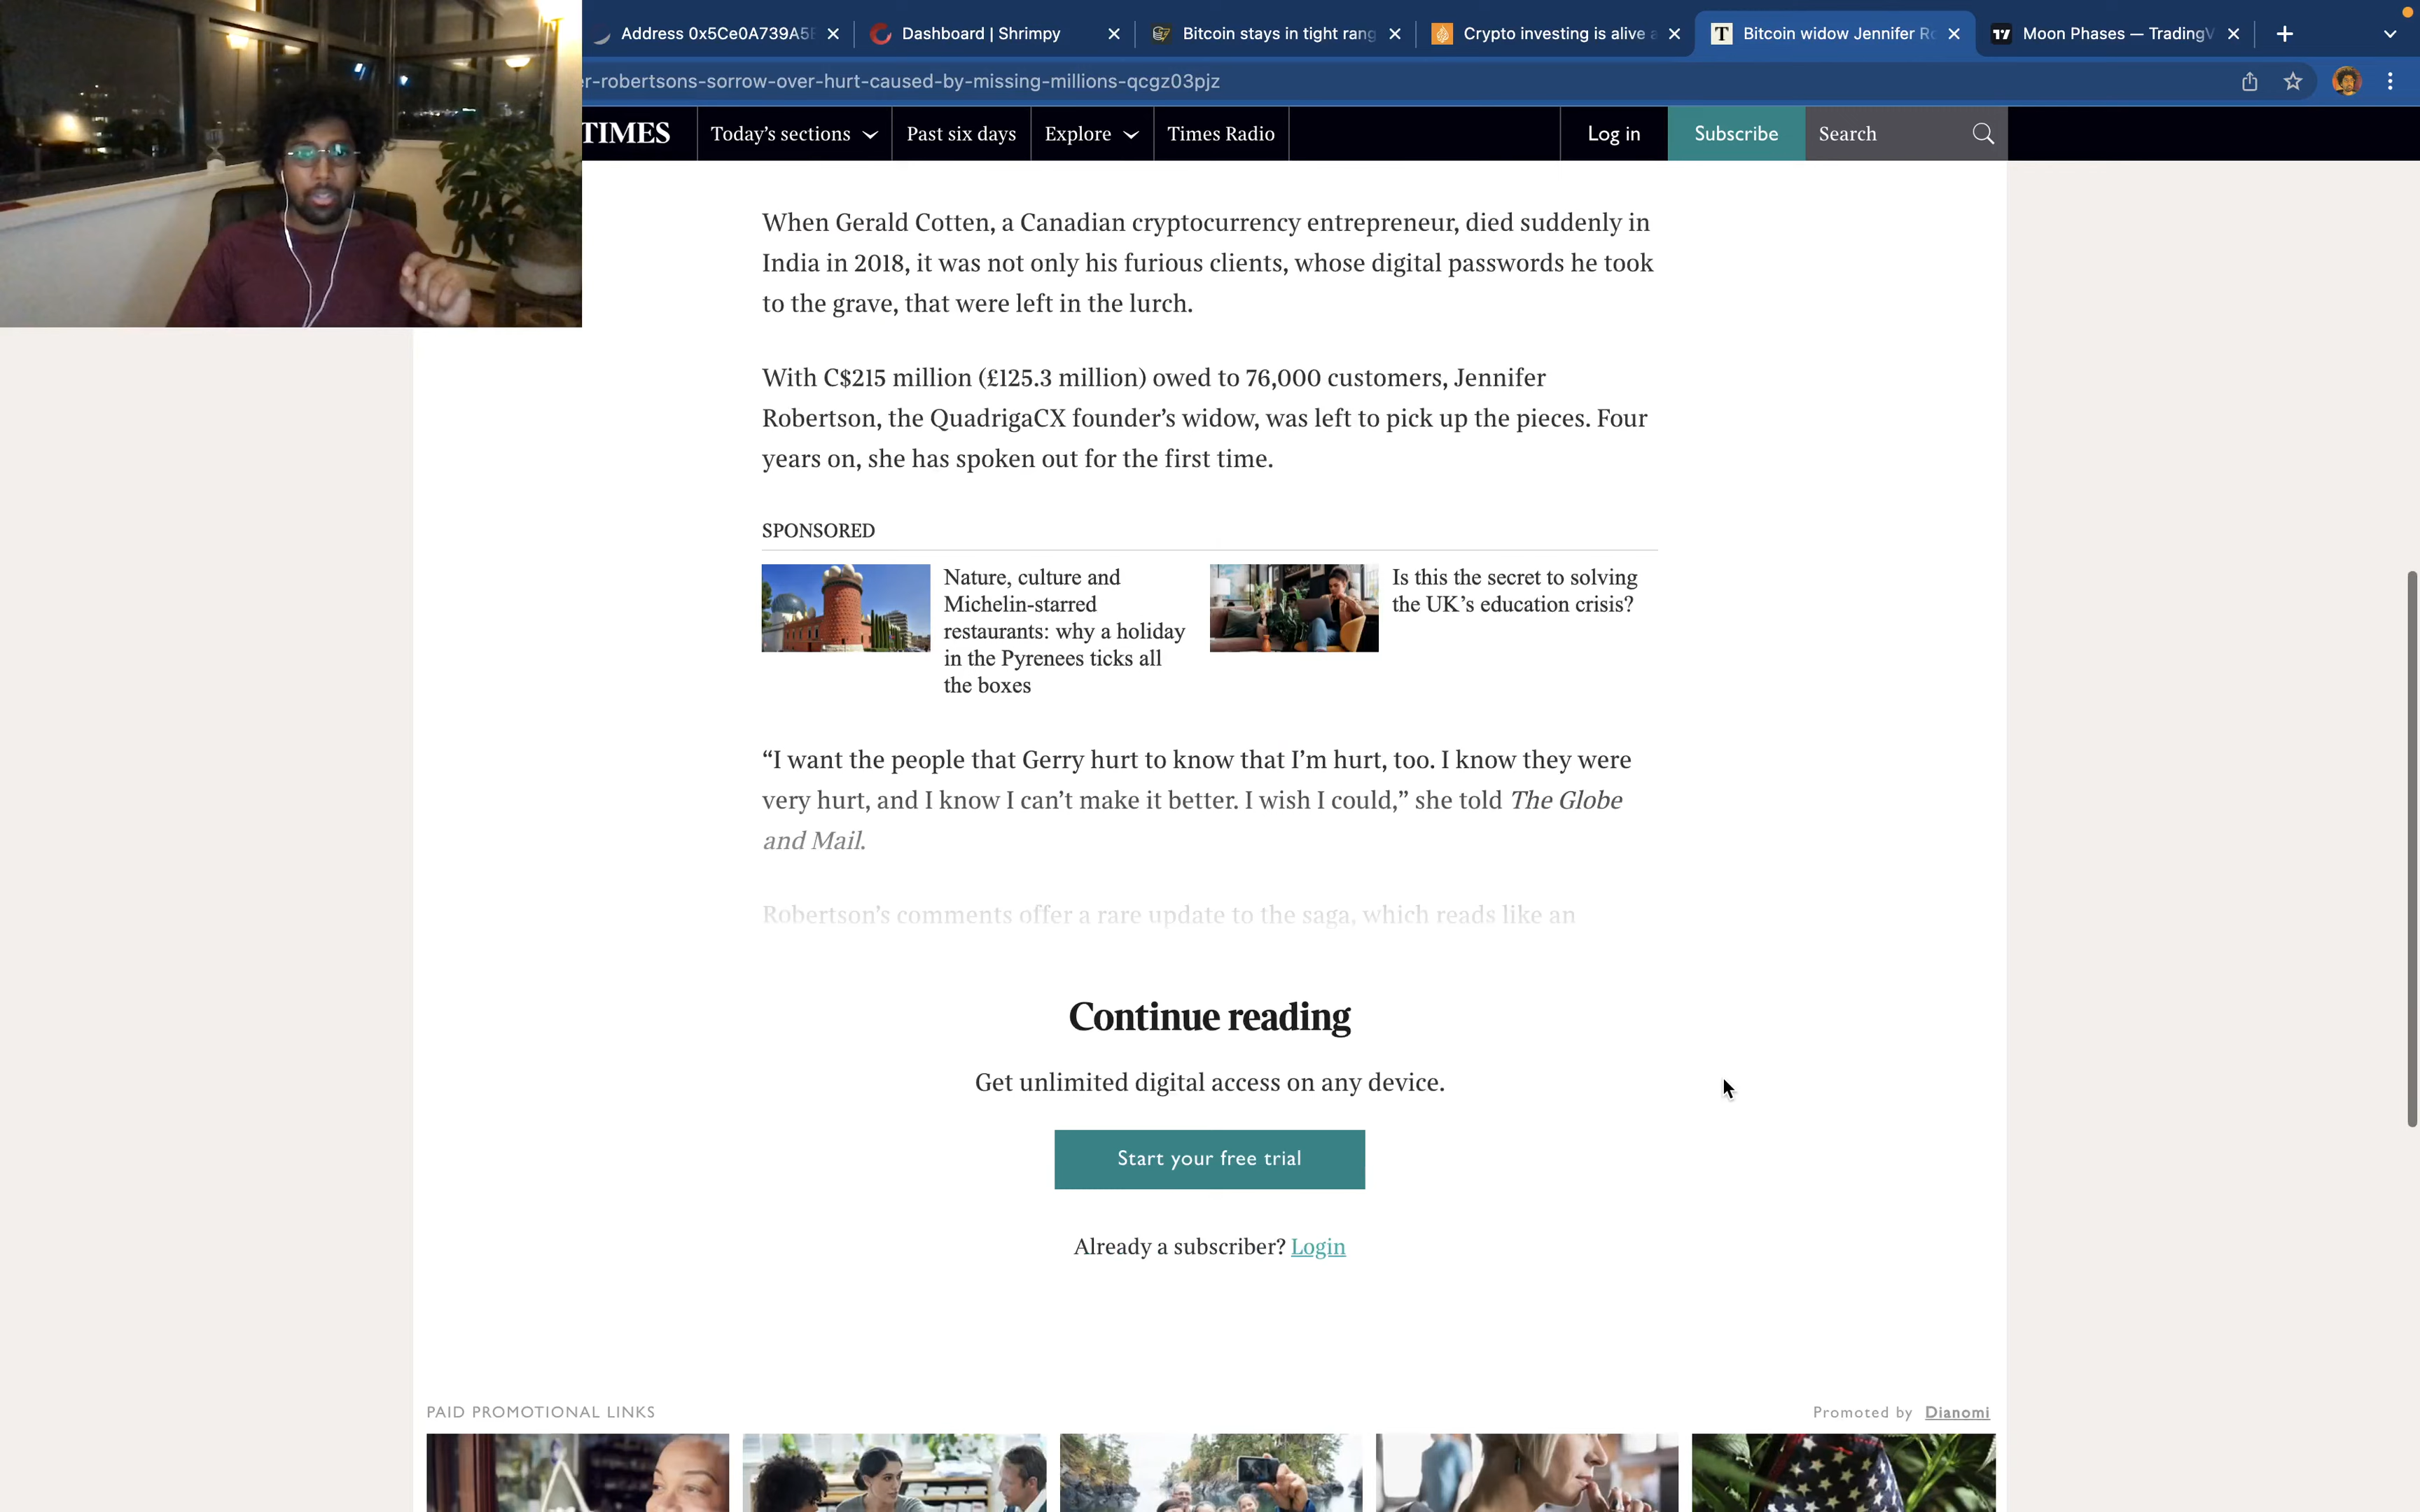 Address 0x5Ce0A739A5
Dashboard | Shrimpy
Bitcoin stays in tight rang
Crypto investing is alive a
Bitcoin widow Jennifer Ro
Moon Phases — TradingV
er-robertsons-sorrow-over-hurt-caused-by-missing-millions-qcgz03pjz
TIMES
Today's sections
Past six days
Explore
Times Radio
Log in
Subscribe
Search
When Gerald Cotten, a Canadian cryptocurrency entrepreneur, died suddenly in
India in 2018, it was not only his furious clients, whose digital passwords he took
to the grave, that were left in the lurch.
With C$215 million (£125.3 million) owed to 76,000 customers, Jennifer
Robertson, the QuadrigaCX founder’s widow, was left to pick up the pieces. Four
years on, she has spoken out for the first time.
SPONSORED
Nature, culture and
Michelin-starred
restaurants: why a holiday
in the Pyrenees ticks all
the boxes
Is this the secret to solving
the UK’s education crisis?
“I want the people that Gerry hurt to know that I’m hurt, too. I know they were
very hurt, and I know I can’t make it better. I wish I could,” she told The Globe
and Mail.
Robertson’s comments offer a rare update to the saga, which reads like an
Continue reading
Get unlimited digital access on any device.
Start your free trial
Already a subscriber? Login
PAID PROMOTIONAL LINKS
Promoted by Dianomi